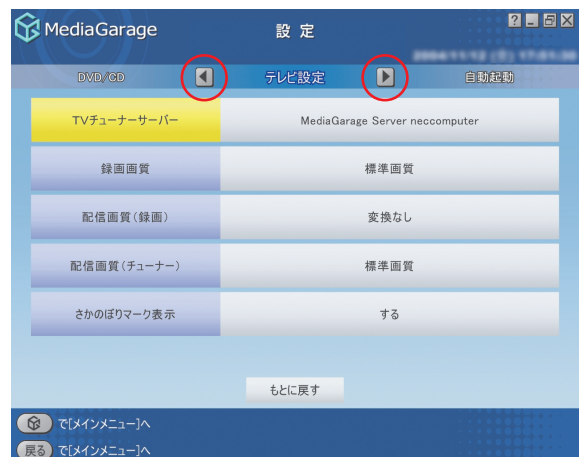 MediaGarage
設定
DVD/CD
テレビ設定
自動起動
TVチューナーサーバー
MediaGarage Server neccomputer
録画画質
標準画質
配信画質(録画)
変換なし
配信画質(チューナー)
標準画質
さかのぼりマーク表示
する
もとに戻す
で[メインメニュー]へ
戻る で[メインメニュー]へ